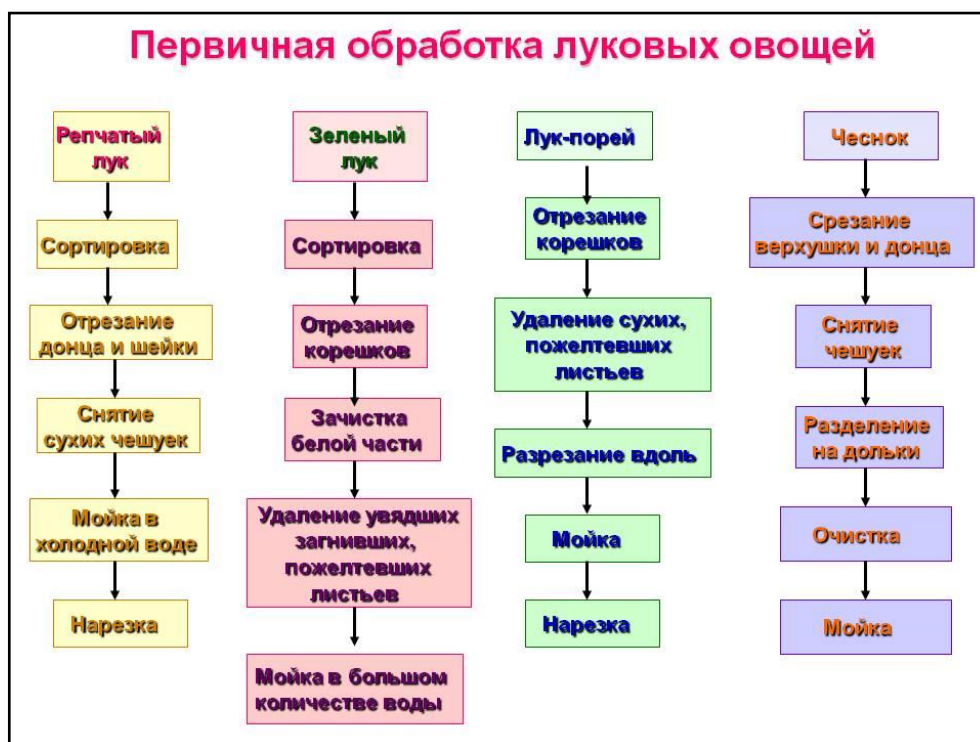 Первичная обработка луковых овощей
Репчатый
лук
Сортировка
Отрезание
донца и шейки
Снятие
сухих чешуек
Мойка в
холодной воде
Нарезка
Зеленый
лук
Сортировка
Отрезание
корешков
Зачистка
белой части
Удаление увядших
загнивших,
пожелтевших
листьев
Мойка в большом
количестве воды
Лук-порей
Отрезание
корешков
Удаление сухих,
пожелтевших
листьев
Разрезание вдоль
Мойка
Нарезка
Чеснок
Срезание
верхушки и донца
Снятие
чешуек
Разделение
на дольки
Очистка
Мойка